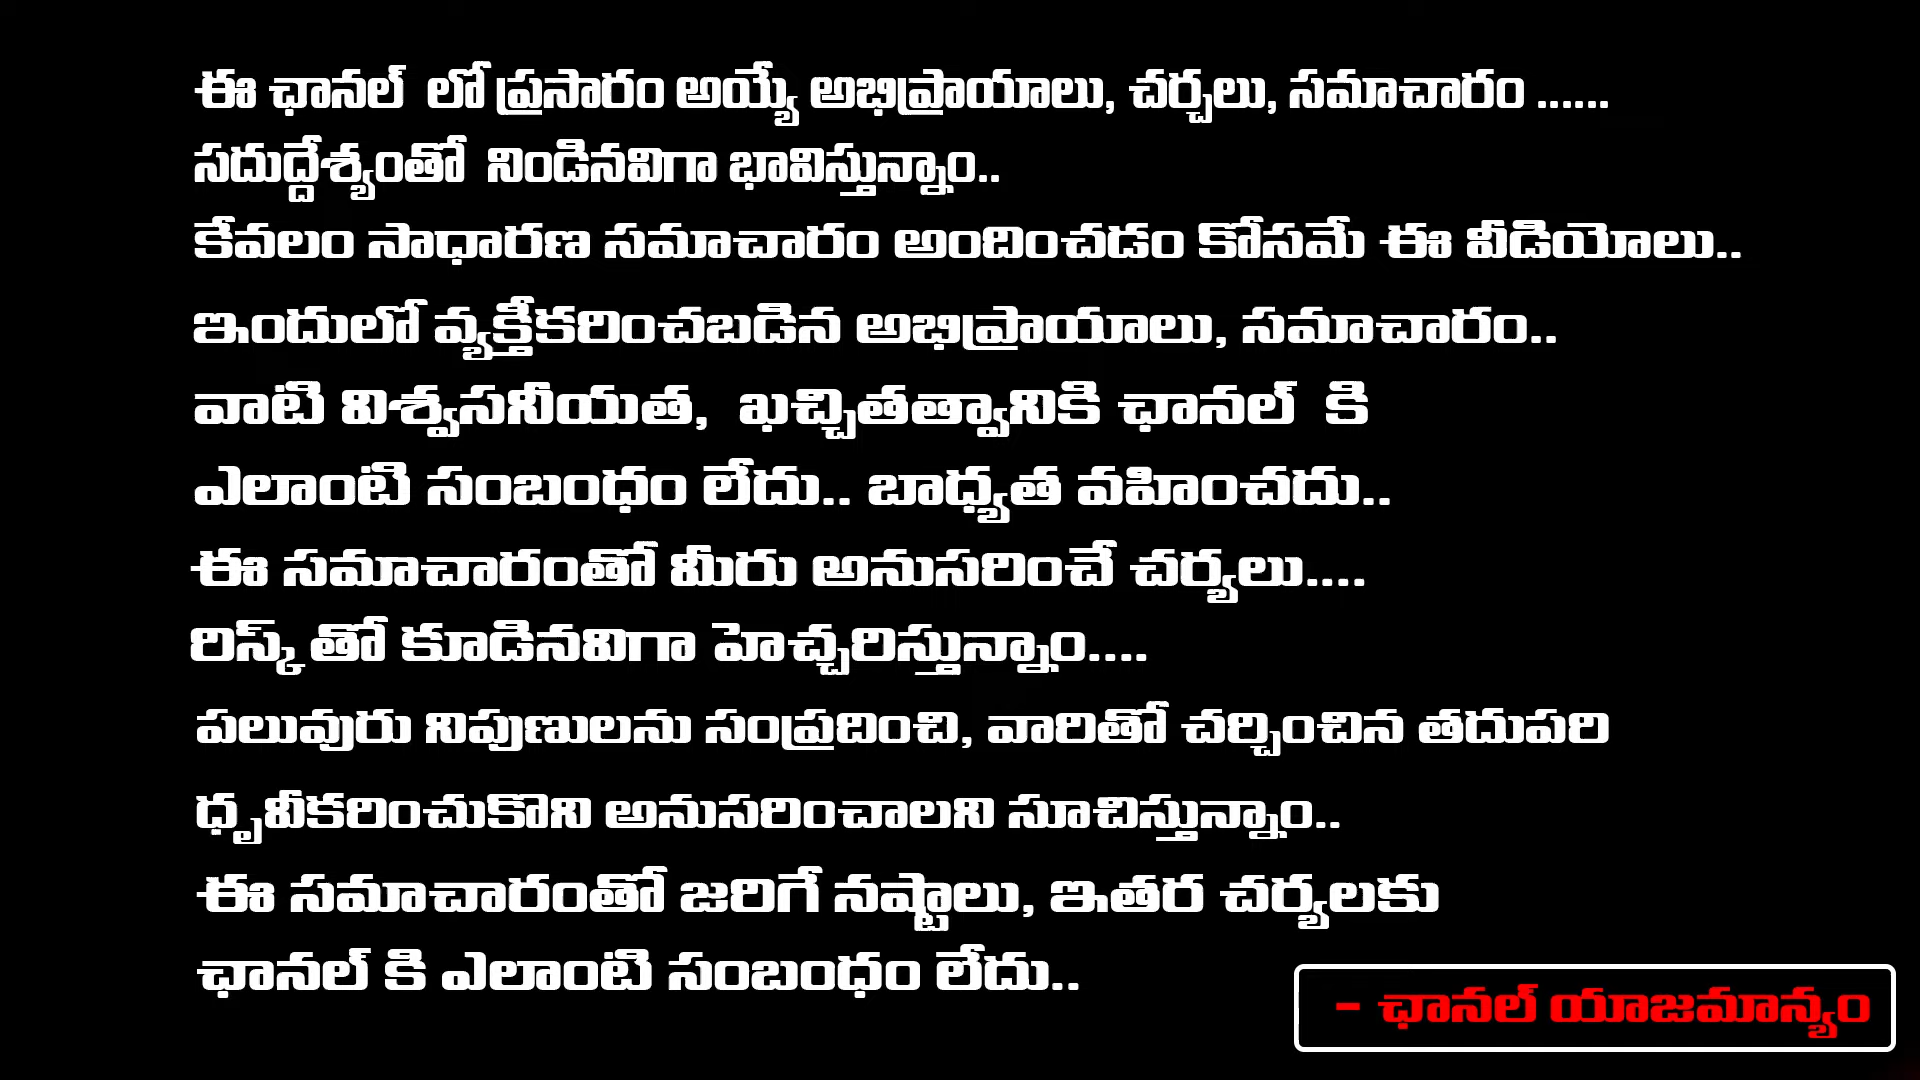 ఈ ఛానల్ లో ప్రసారం అయ్యే అభిప్రాయాలు, చర్చలు, సమాచారం ......
సదుద్దేశ్యంతో నిండినవిగా భావిస్తున్నాం..
కేవలం సాధారణ సమాచారం అందించడం కోసమే ఈ వీడియోలు..
ఇందులో వ్యక్తీకరించబడిన అభిప్రాయాలు, సమాచారం..
వాటి విశ్వసనీయత, ఖచ్చితత్వానికి ఛానల్ కి
ఎలాంటి సంబంధం లేదు.. బాధ్యత వహించదు..
ఈ సమాచారంతో మీరు అనుసరించే చర్యలు....
రిస్క్ తో కూడినవిగా హెచ్చరిస్తున్నాం....
పలువురు నిపుణులను సంప్రదించి, వారితో చర్చించిన తదుపరి
ధృవీకరించుకొని అనుసరించాలని సూచిస్తున్నాం..
ఈ సమాచారంతో జరిగే నష్టాలు, ఇతర చర్యలకు
ఛానల్ కి ఎలాంటి సంబంధం లేదు..
- ఛానల్ యాజమాన్యం